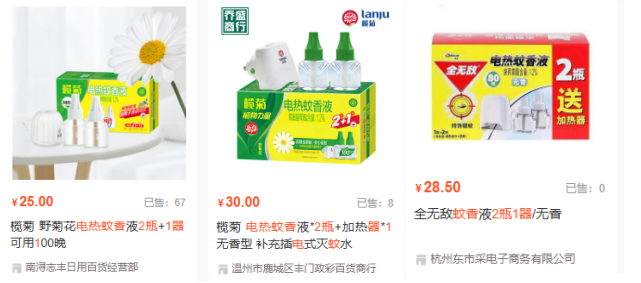 榄菊
电热蚊香液
¥25.00
已售: 67
榄菊 野菊花电热蚊香液2瓶+1器
可用100晚
南浔志丰日用百货经营部
乔盛
商行
lanju
榄菊
榄菊
植物力量
电热蚊香液
2+1
¥30.00
已售: 8
榄菊 电热蚊香液*2瓶+加热器*1
无香型 补充插电式灭蚊水
温州市鹿城区丰门政彩百货商行
全无敌
电热蚊香液
80
无香
2瓶
送
加热器
¥28.50
已售: 0
全无敌蚊香液2瓶1器/无香
杭州东市采电子商务有限公司